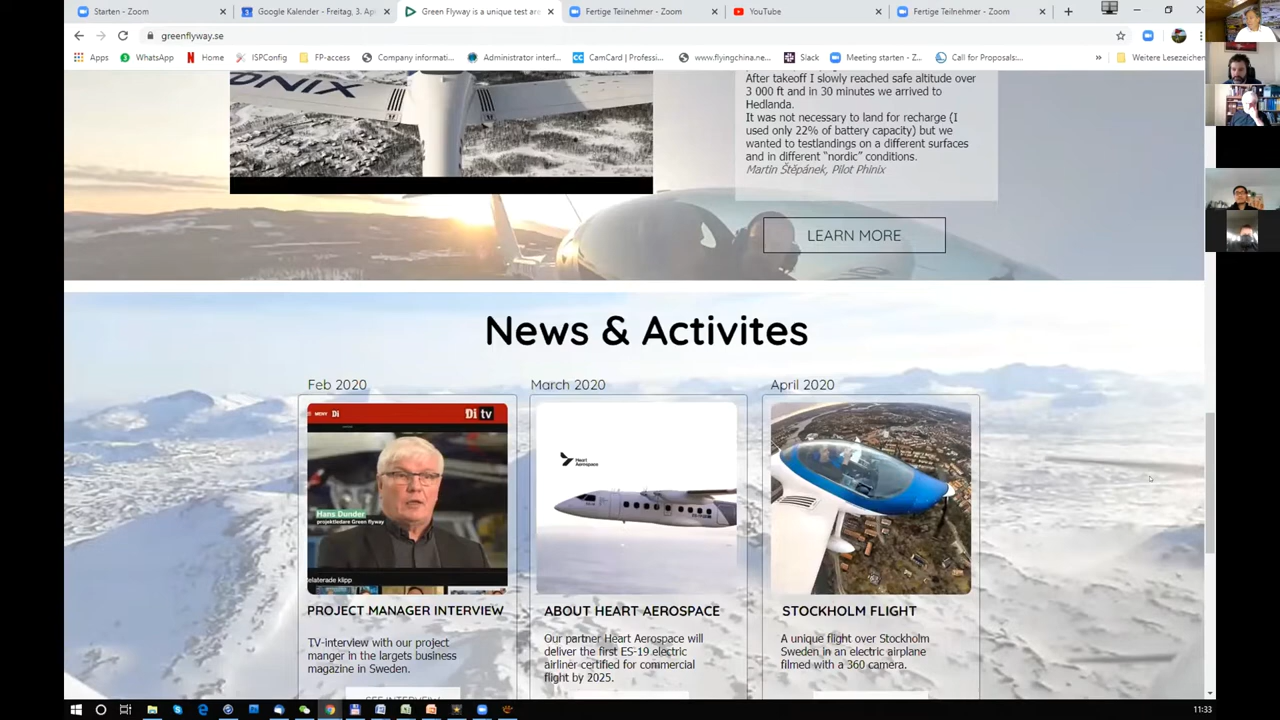 Starten - Zoom
Google Kalender - Freitag, 3. Ap
Green Flyway is a unique test are
Fertige Teilnehmer - Zoom
YouTube
Fertige Teilnehmer - Zoom
greenflyway.se
Apps
WhatsApp
Home
ISPConfig
FP-access
Company informati...
Administrator interf...
CamCard (Professi...
www.flyingchina.ne...
Slack
Meeting starten - Z...
Call for Proposals:...
Weitere Lesezeichen
ONIX
After takeoff I slowly reached safe altitude over
3 000 ft and in 30 minutes we arrived to
Hedlanda.
It was not necessary to land for recharge (I
used only 22% of battery capacity) but we
wanted to testlandings on a different surfaces
and in different "nordic" conditions.
Martin Štěpánek, Pilot Phinix
LEARN MORE
News & Activites
Feb 2020
MENY Di
Di tv
Hans Dunder
projektledare Green flyway
elaterade klipp
PROJECT MANAGER INTERVIEW
TV-interview with our project
manger in the largets business
magazine in Sweden.
SEE INTERVIEW
March 2020
Heart
Aerospace
ABOUT HEART AEROSPACE
Our partner Heart Aerospace will
deliver the first ES-19 electric
airliner certified for commercial
flight by 2025.
April 2020
STOCKHOLM FLIGHT
A unique flight over Stockholm
Sweden in an electric airplane
filmed with a 360 camera.
11:33